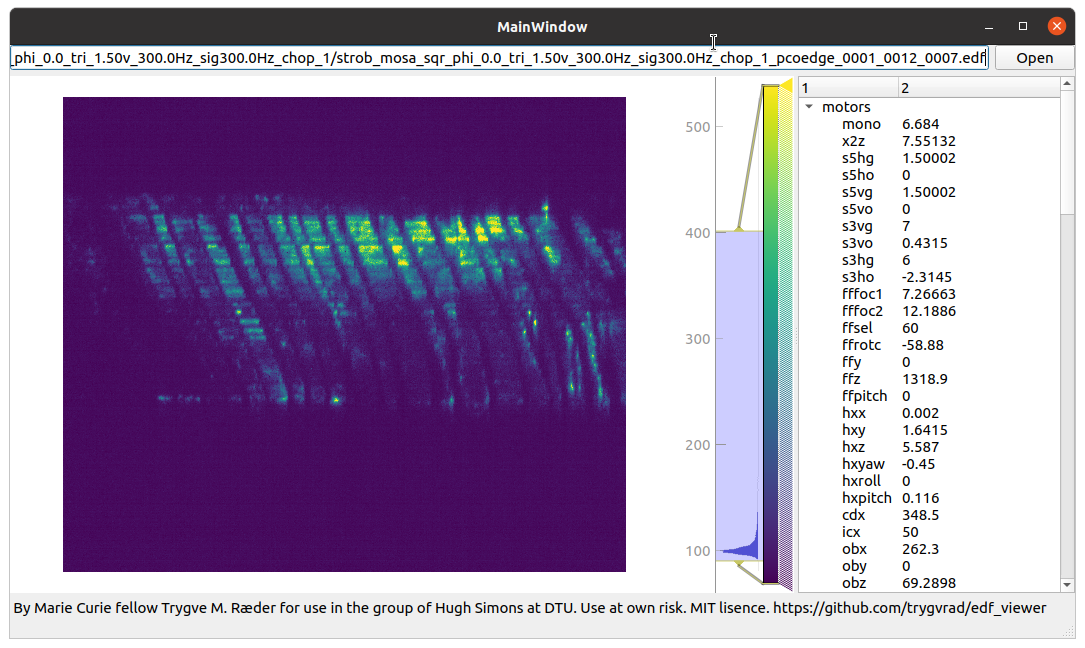 MainWindow
_phi_0.0_tri_1.50v_300.0Hz_sig300.0Hz_chop_1/strob_mosa_sqr_phi_0.0_tri_1.50v_300.0Hz_sig300.0Hz_chop_1_pcoedge_0001_0012_0007.edf Open
1 2
motors
mono 6.684
x2z 7.55132
s5hg 1.50002
s5ho 0
s5vg 1.50002
s5vo 0
s3vg 7
s3vo 0.4315
s3hg 6
s3ho -2.3145
fffoc1 7.26663
fffoc2 12.1886
ffsel 60
ffrotc -58.88
ffy 0
ffz 1318.9
ffpitch 0
hxx 0.002
hxy 1.6415
hxz 5.587
hxyaw -0.45
hxroll 0
hxpitch 0.116
cdx 348.5
icx 50
obx 262.3
oby 0
obz 69.2898
500
400
300
200
100
By Marie Curie fellow Trygve M. Ræder for use in the group of Hugh Simons at DTU. Use at own risk. MIT lisence. https://github.com/trygvrad/edf_viewer